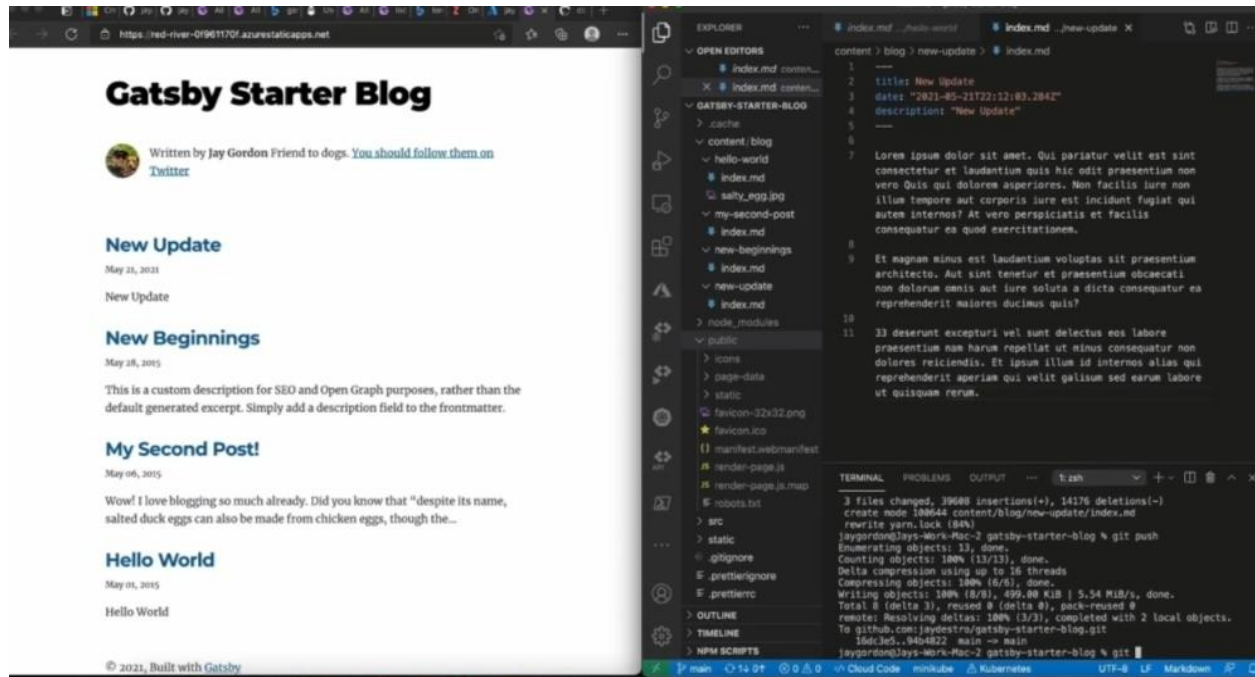 https://red-river-0f961170f.azurestaticapps.net
Gatsby Starter Blog
Written by Jay Gordon Friend to dogs. You should follow them on
Twitter
New Update
May 21, 2021
New Update
New Beginnings
May 28, 2015
This is a custom description for SEO and Open Graph purposes, rather than the
default generated excerpt. Simply add a description field to the frontmatter.
My Second Post!
May 06, 2015
Wow! I love blogging so much already. Did you know that “despite its name,
salted duck eggs can also be made from chicken eggs, though the…
Hello World
May 01, 2015
Hello World
© 2021, Built with Gatsby
EXPLORER
OPEN EDITORS
index.md conten...
index.md conten...
GATSBY-STARTER-BLOG
.cache
content/blog
hello-world
index.md
salty_egg.jpg
my-second-post
index.md
new-beginnings
index.md
new-update
index.md
node_modules
public
icons
page-data
static
favicon-32x32.png
favicon.ico
manifest.webmanifest
render-page.js
render-page.js.map
robots.txt
src
static
.gitignore
.prettierignore
.prettierrc
OUTLINE
TIMELINE
NPM SCRIPTS
index.md .../hello-world
index.md .../new-update
content > blog > new-update > index.md
1 ---
2 title: New Update
3 date: "2021-05-21T22:12:03.284Z"
4 description: "New Update"
5 ---
6
7 Lorem ipsum dolor sit amet. Qui pariatur velit est sint
consectetur et laudantium quis hic odit praesentium non
vero Quis qui dolorem asperiores. Non facilis iure non
illum tempore aut corporis iure est incidunt fugiat qui
autem internos? At vero perspiciatis et facilis
consequatur ea quod exercitationem.
8
9 Et magnam minus est laudantium voluptas sit praesentium
architecto. Aut sint tenetur et praesentium obcaecati
non dolorum omnis aut iure soluta a dicta consequatur ea
reprehenderit maiores ducimus quis?
10
11 33 deserunt excepturi vel sunt delectus eos labore
praesentium nam harum repellat ut minus consequatur non
dolores reiciendis. Et ipsum illum id internos alias qui
reprehenderit aperiam qui velit galisum sed earum labore
ut quisquam rerum.
TERMINAL PROBLEMS OUTPUT ... 1: zsh
3 files changed, 39608 insertions(+), 14176 deletions(-)
create mode 100644 content/blog/new-update/index.md
rewrite yarn.lock (84%)
jaygordon@Jays-Work-Mac-2 gatsby-starter-blog % git push
Enumerating objects: 13, done.
Counting objects: 100% (13/13), done.
Delta compression using up to 16 threads
Compressing objects: 100% (6/6), done.
Writing objects: 100% (8/8), 499.00 KiB | 5.54 MiB/s, done.
Total 8 (delta 3), reused 0 (delta 0), pack-reused 0
remote: Resolving deltas: 100% (3/3), completed with 2 local objects.
To github.com:jaydestro/gatsby-starter-blog.git
16dc3e5..94b4822 main -> main
jaygordon@Jays-Work-Mac-2 gatsby-starter-blog % git
main 0 0 Cloud Code minikube Kubernetes UTF-8 LF Markdown